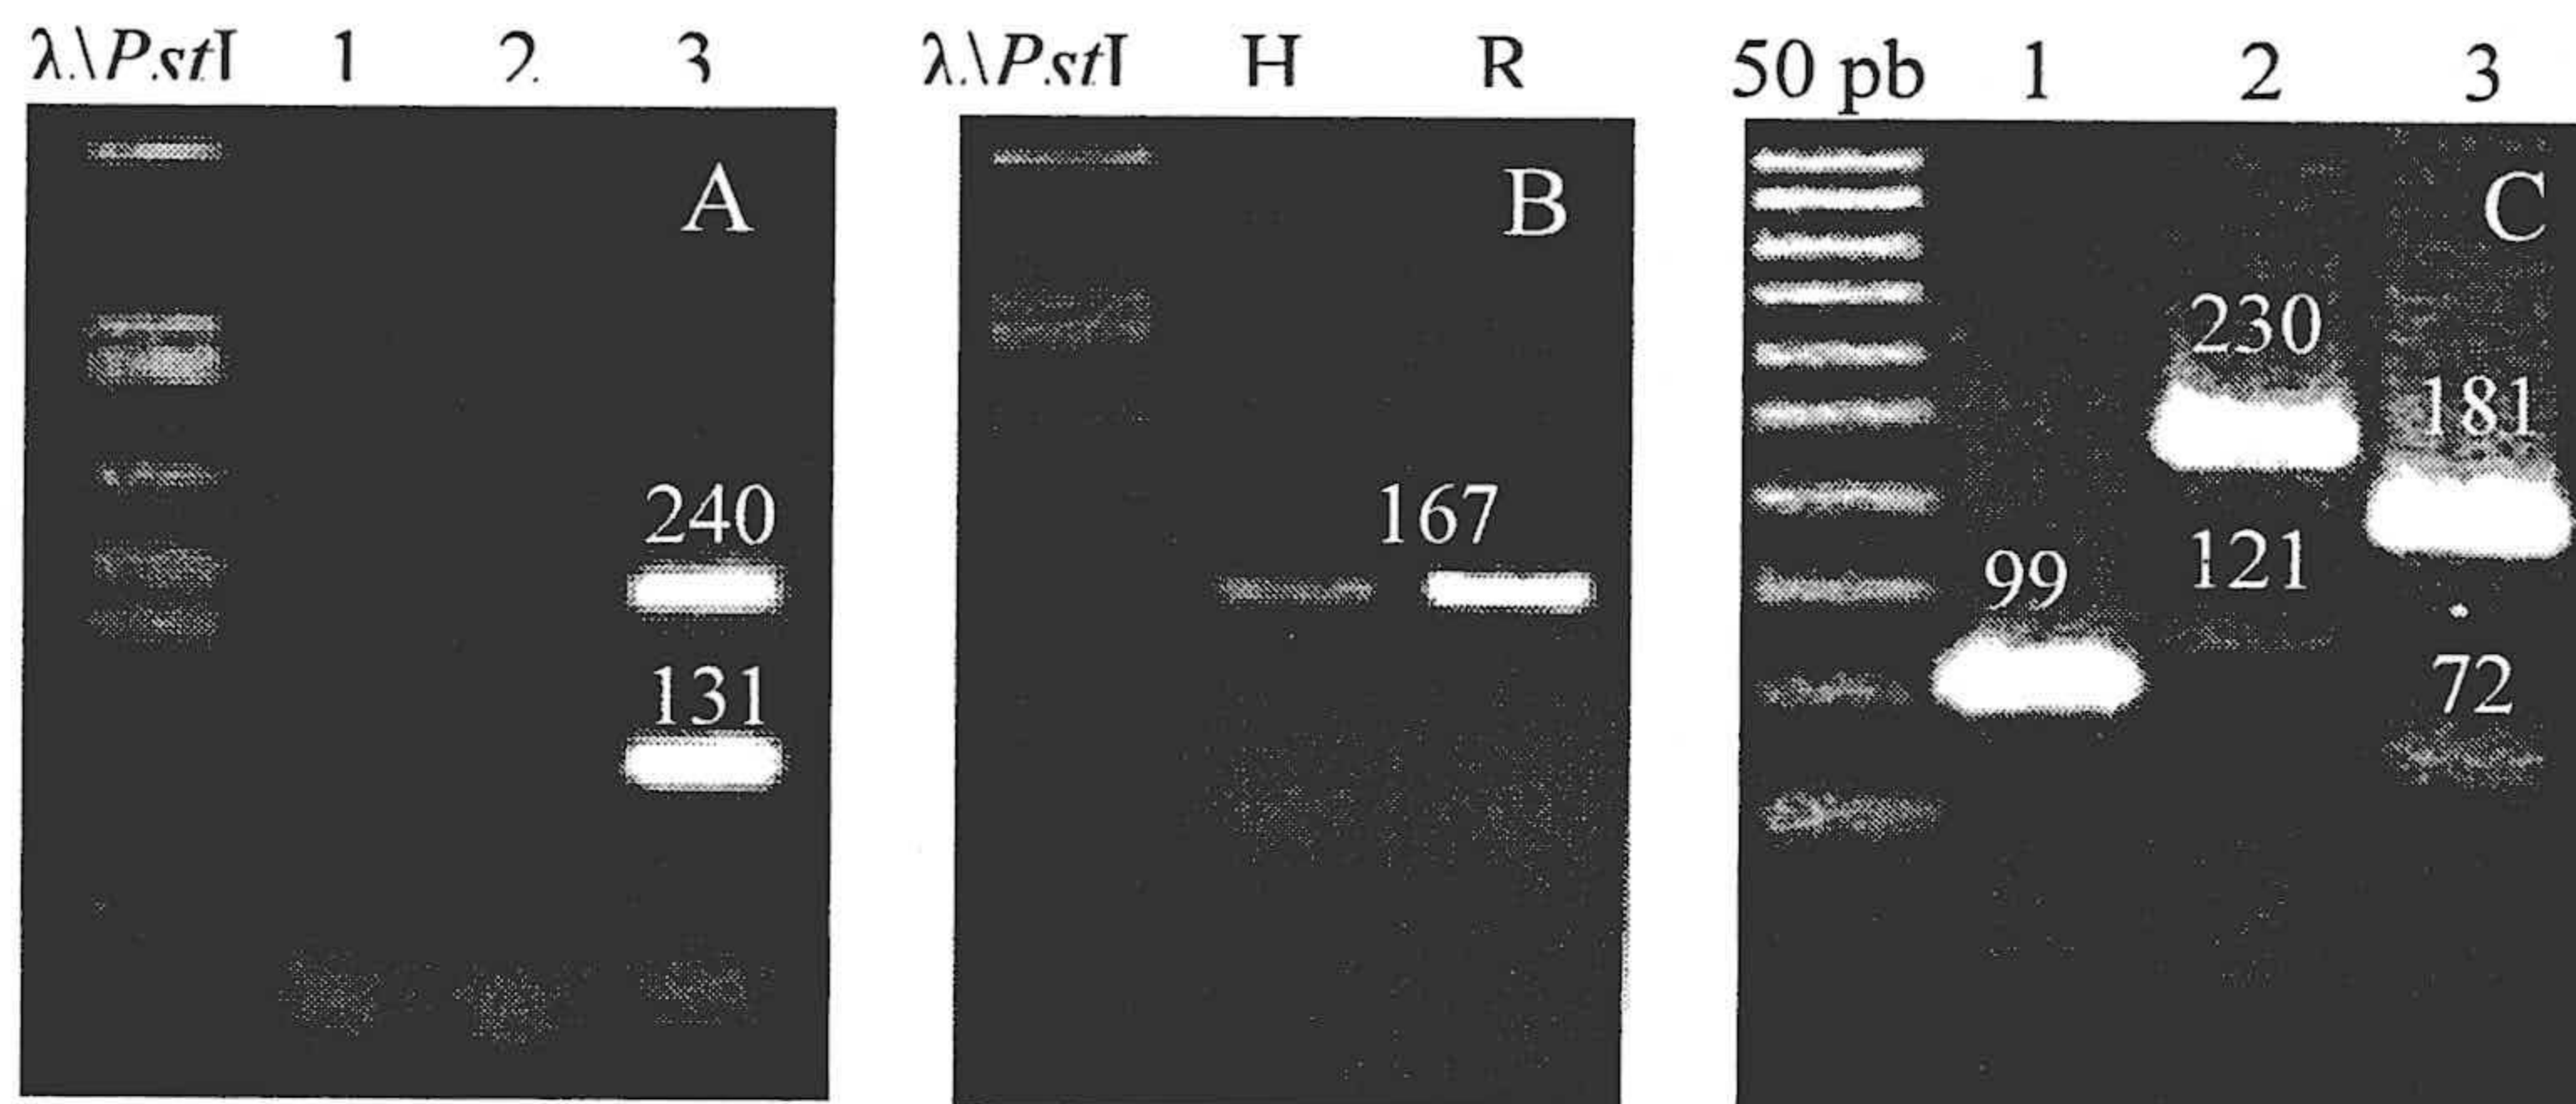 λ\PstI 1 2 3
A
240
131
λ\PstI H R
B
167
50 pb 1 2 3
C
230
181
99
121
72